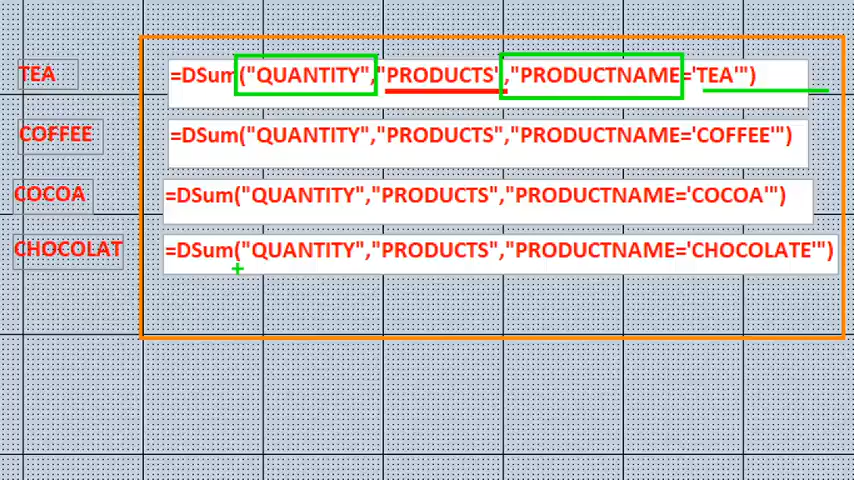 TEA =DSum("QUANTITY","PRODUCTS","PRODUCTNAME='TEA'")
COFFEE =DSum("QUANTITY","PRODUCTS","PRODUCTNAME='COFFEE'")
COCOA =DSum("QUANTITY","PRODUCTS","PRODUCTNAME='COCOA'")
CHOCOLAT =DSum("QUANTITY","PRODUCTS","PRODUCTNAME='CHOCOLATE'")